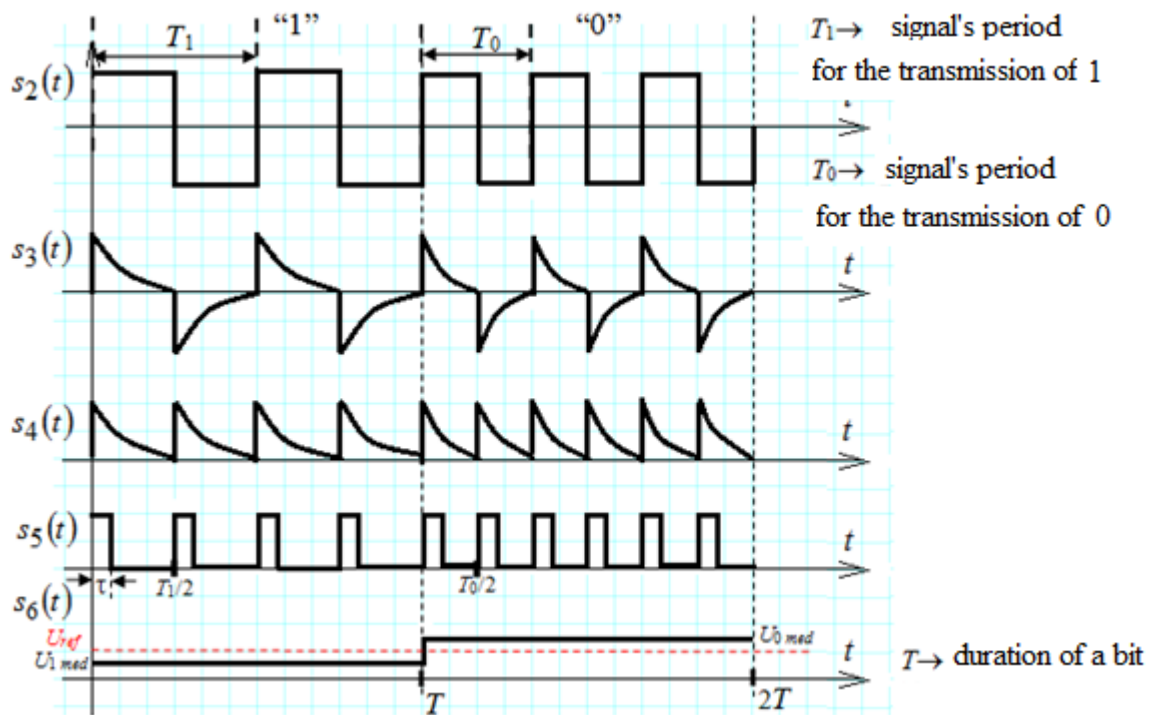 T₁ "1" T₀ "0"
T₁→ signal's period
for the transmission of 1
s₂(t)
t
T₀→ signal's period
for the transmission of 0
s₃(t) t
s₄(t) t
s₅(t) t
τ T₁/2 T₀/2
s₆(t)
Uref U₀ med
U₁ med t
T→ duration of a bit
T 2T